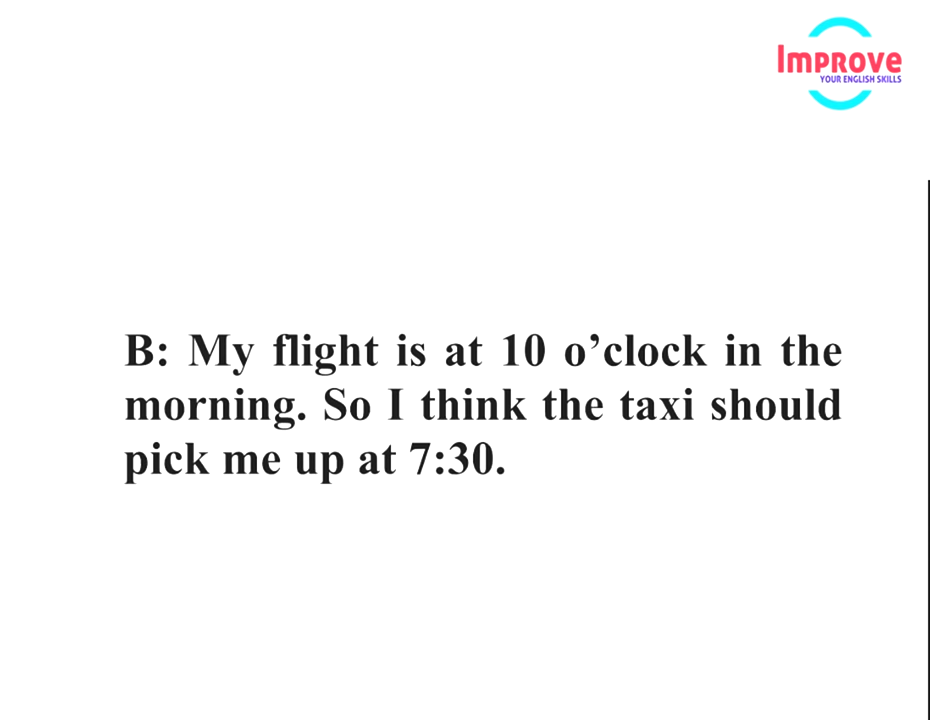 Improve
YOUR ENGLISH SKILLS
B: My flight is at 10 o’clock in the
morning. So I think the taxi should
pick me up at 7:30.